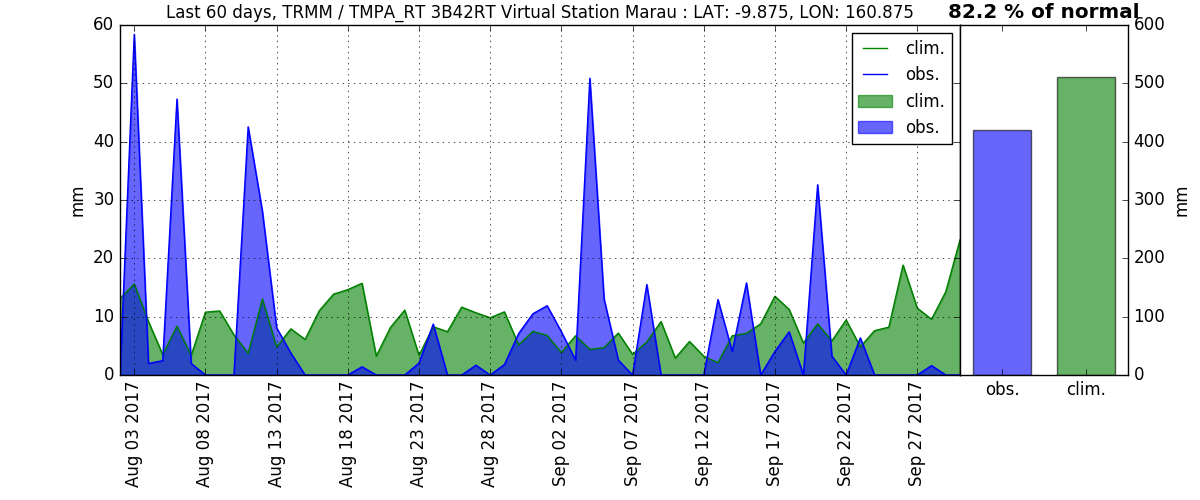 Last 60 days, TRMM / TMPA_RT 3B42RT Virtual Station Marau : LAT: -9.875, LON: 160.875
82.2 % of normal
clim.
obs.
clim.
obs.
60
50
40
30
20
10
0
mm
600
500
400
300
200
100
0
mm
obs.
clim.
Aug 03 2017
Aug 08 2017
Aug 13 2017
Aug 18 2017
Aug 23 2017
Aug 28 2017
Sep 02 2017
Sep 07 2017
Sep 12 2017
Sep 17 2017
Sep 22 2017
Sep 27 2017